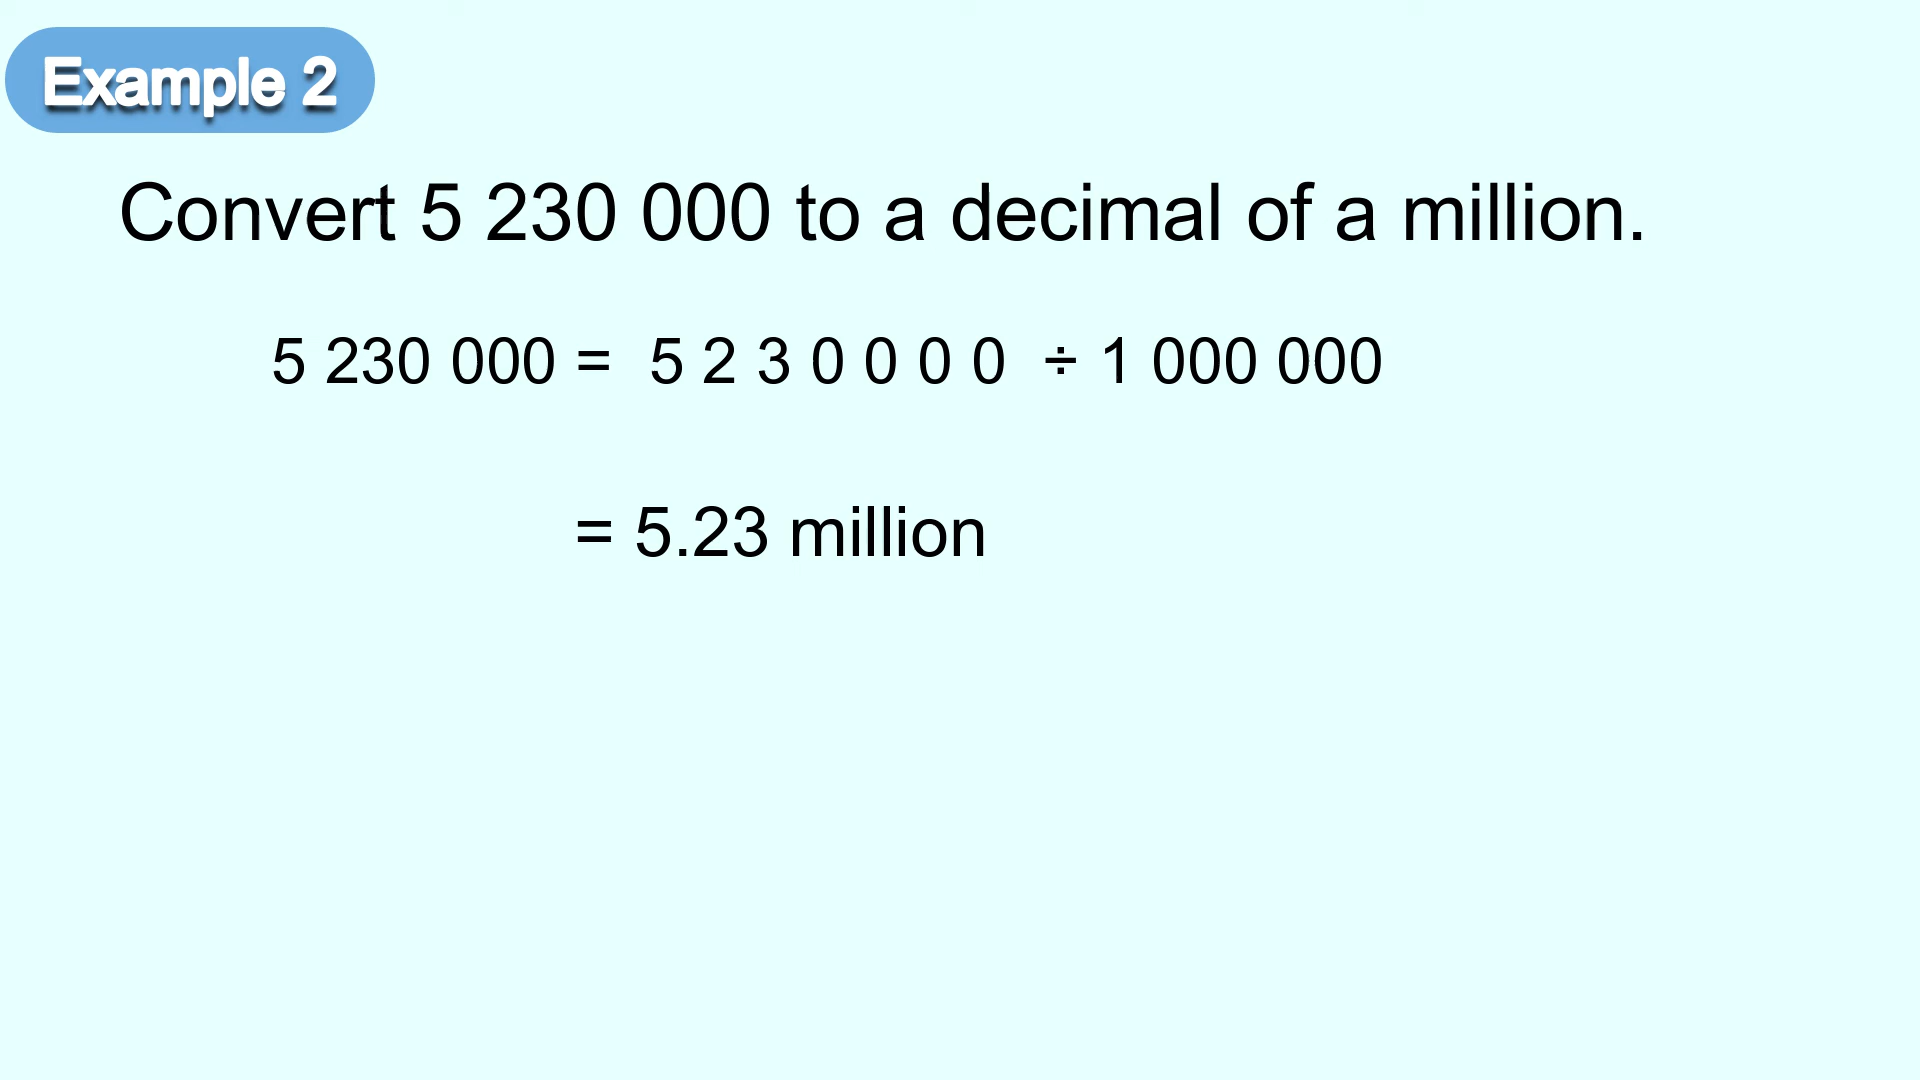 Example 2
Convert 5 230 000 to a decimal of a million.
5 230 000 = 5 2 3 0 0 0 0 ÷ 1 000 000
= 5.23 million